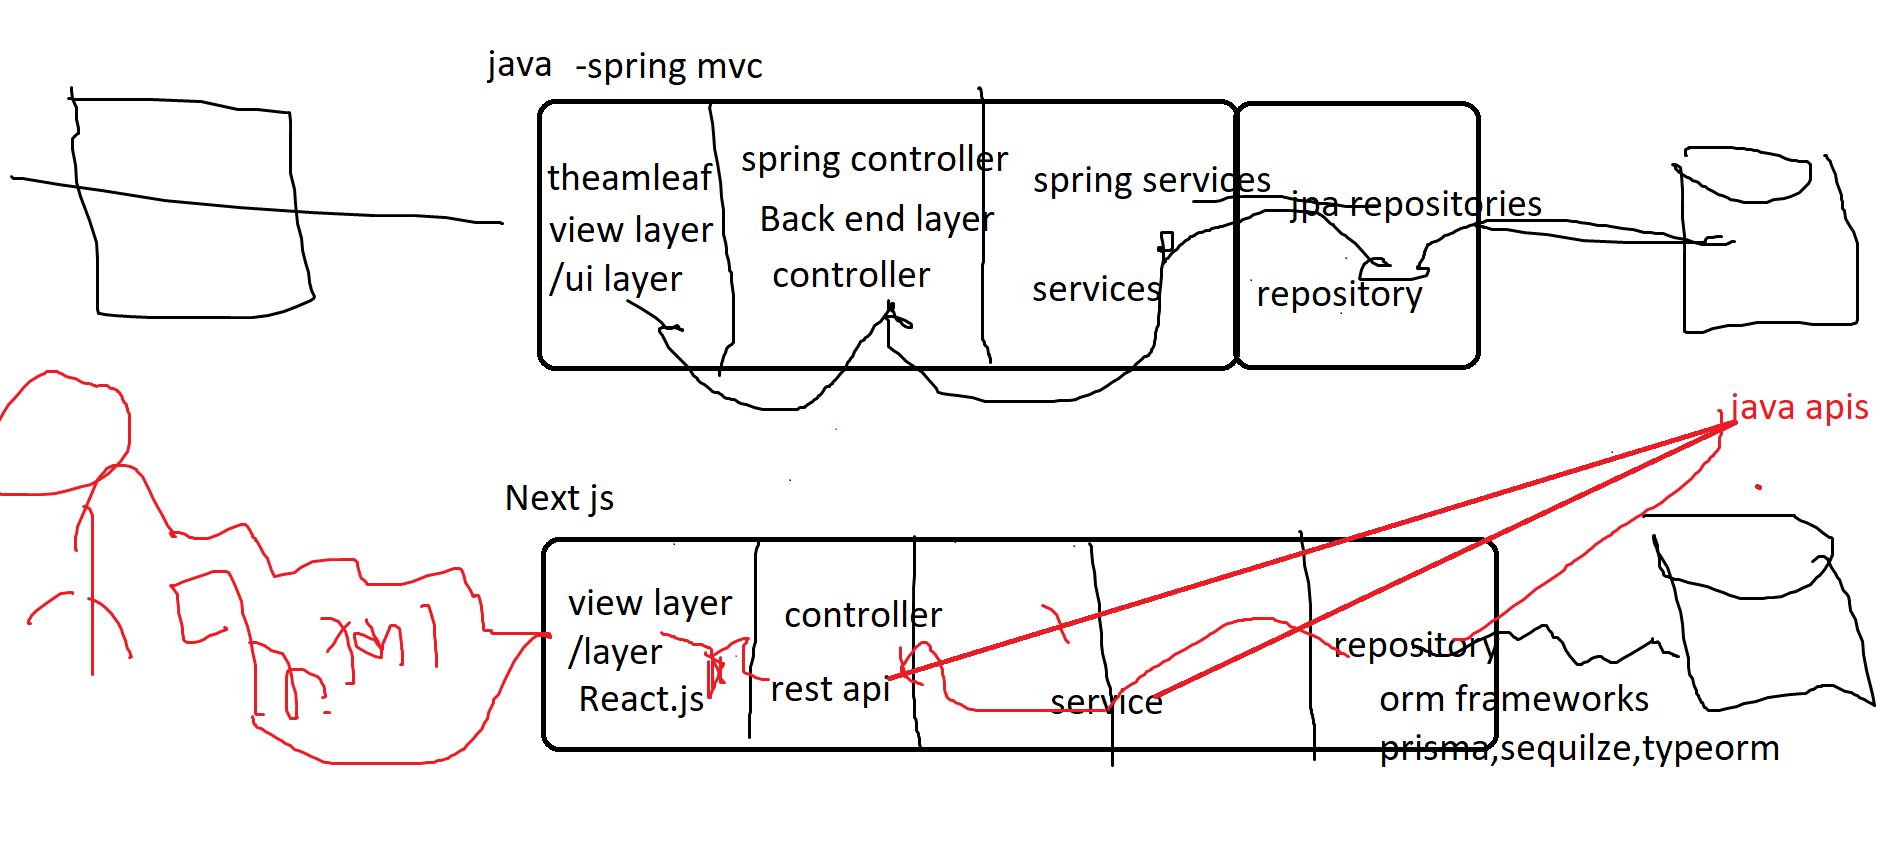 java -spring mvc
theamleaf
view layer
/ui layer
spring controller
Back end layer
controller
spring services
services
jpa repositories
repository
java apis
Next js
view layer
/layer
React.js
controller
rest api
service
repository
orm frameworks
prisma,sequilze,typeorm